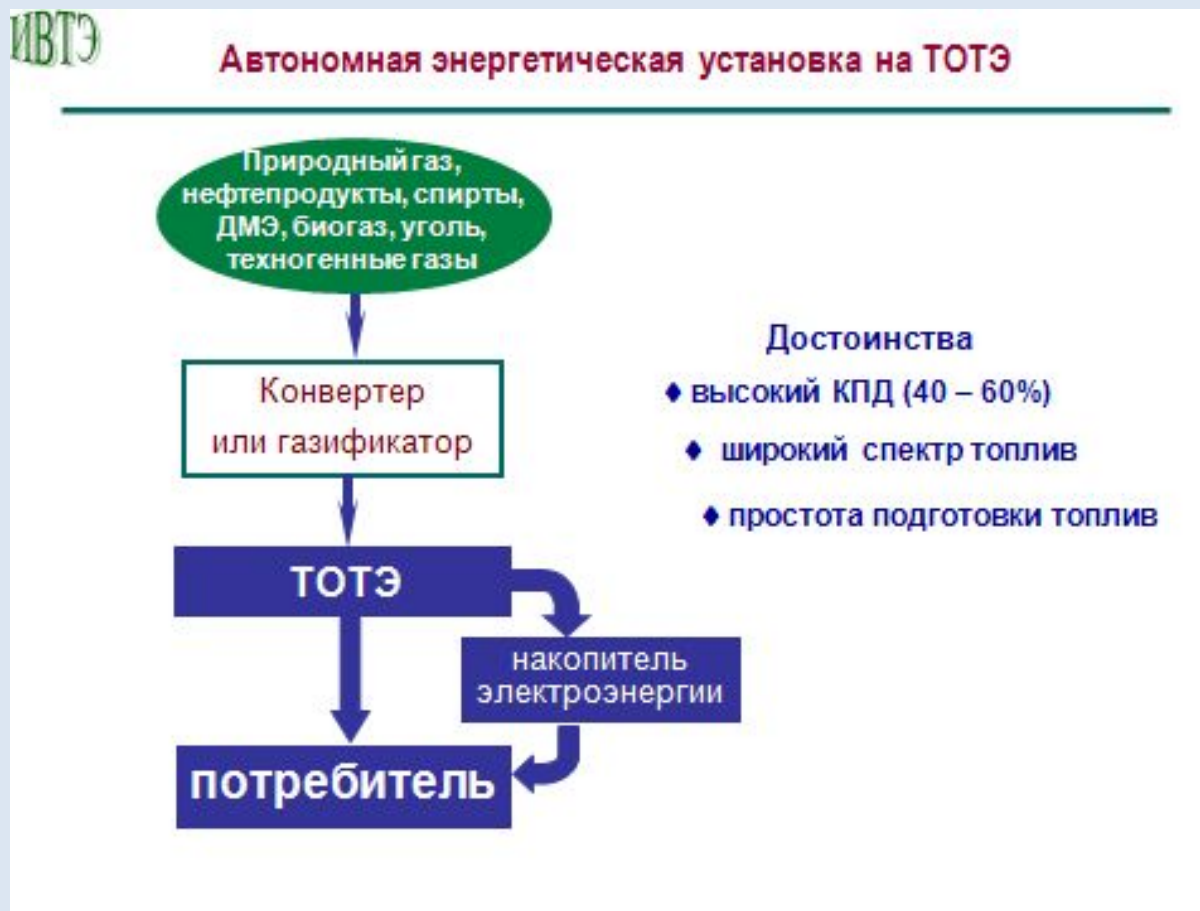 ИВТЭ
Автономная энергетическая установка на ТОТЭ
Природный газ,
нефтепродукты, спирты,
ДМЭ, биогаз, уголь,
техногенные газы
Конвертер
или газификатор
ТОТЭ
накопитель
электроэнергии
потребитель
Достоинства
♦ высокий КПД (40 – 60%)
♦ широкий спектр топлив
♦ простота подготовки топлив